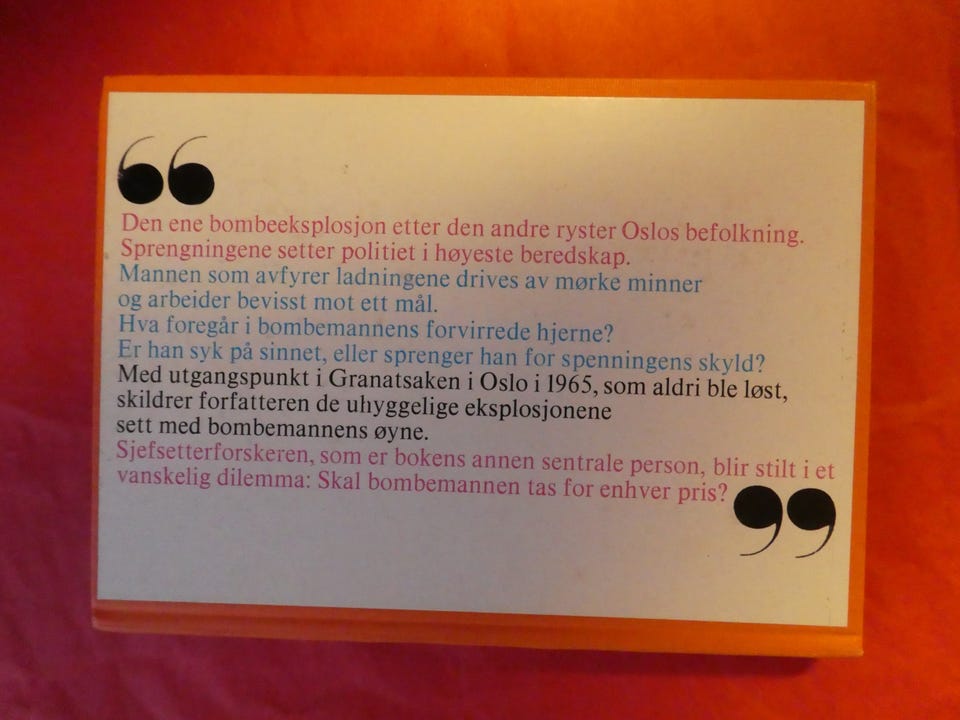 “
Den ene bombeeksplosjon etter den andre ryster Oslos befolkning.
Sprengningene setter politiet i høyeste beredskap.
Mannen som avfyrer ladningene drives av mørke minner
og arbeider bevisst mot ett mål.
Hva foregår i bombemannens forvirrede hjerne?
Er han syk på sinnet, eller sprenger han for spenningens skyld?
Med utgangspunkt i Granatsaken i Oslo i 1965, som aldri ble løst,
skildrer forfatteren de uhyggelige eksplosjonene
sett med bombemannens øyne.
Sjefsetterforskeren, som er bokens annen sentrale person, blir stilt i et
vanskelig dilemma: Skal bombemannen tas for enhver pris?
”